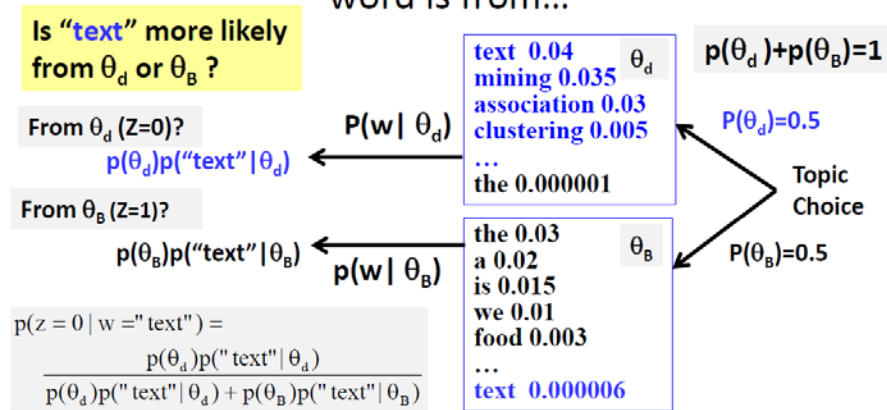 word is from...
Is “text” more likely
from θd or θB ?
From θd (Z=0)?
p(θd)p(“text”|θd)
From θB (Z=1)?
p(θB)p(“text”|θB)
p(z = 0 | w =" text") =
p(θd)p(" text"| θd)
p(θd)p(" text"| θd) + p(θB)p(" text"| θB)
P(w| θd)
p(w| θB)
θd
text 0.04
mining 0.035
association 0.03
clustering 0.005
…
the 0.000001
θB
the 0.03
a 0.02
is 0.015
we 0.01
food 0.003
…
text 0.000006
p(θd)+p(θB)=1
P(θd)=0.5
Topic
Choice
P(θB)=0.5